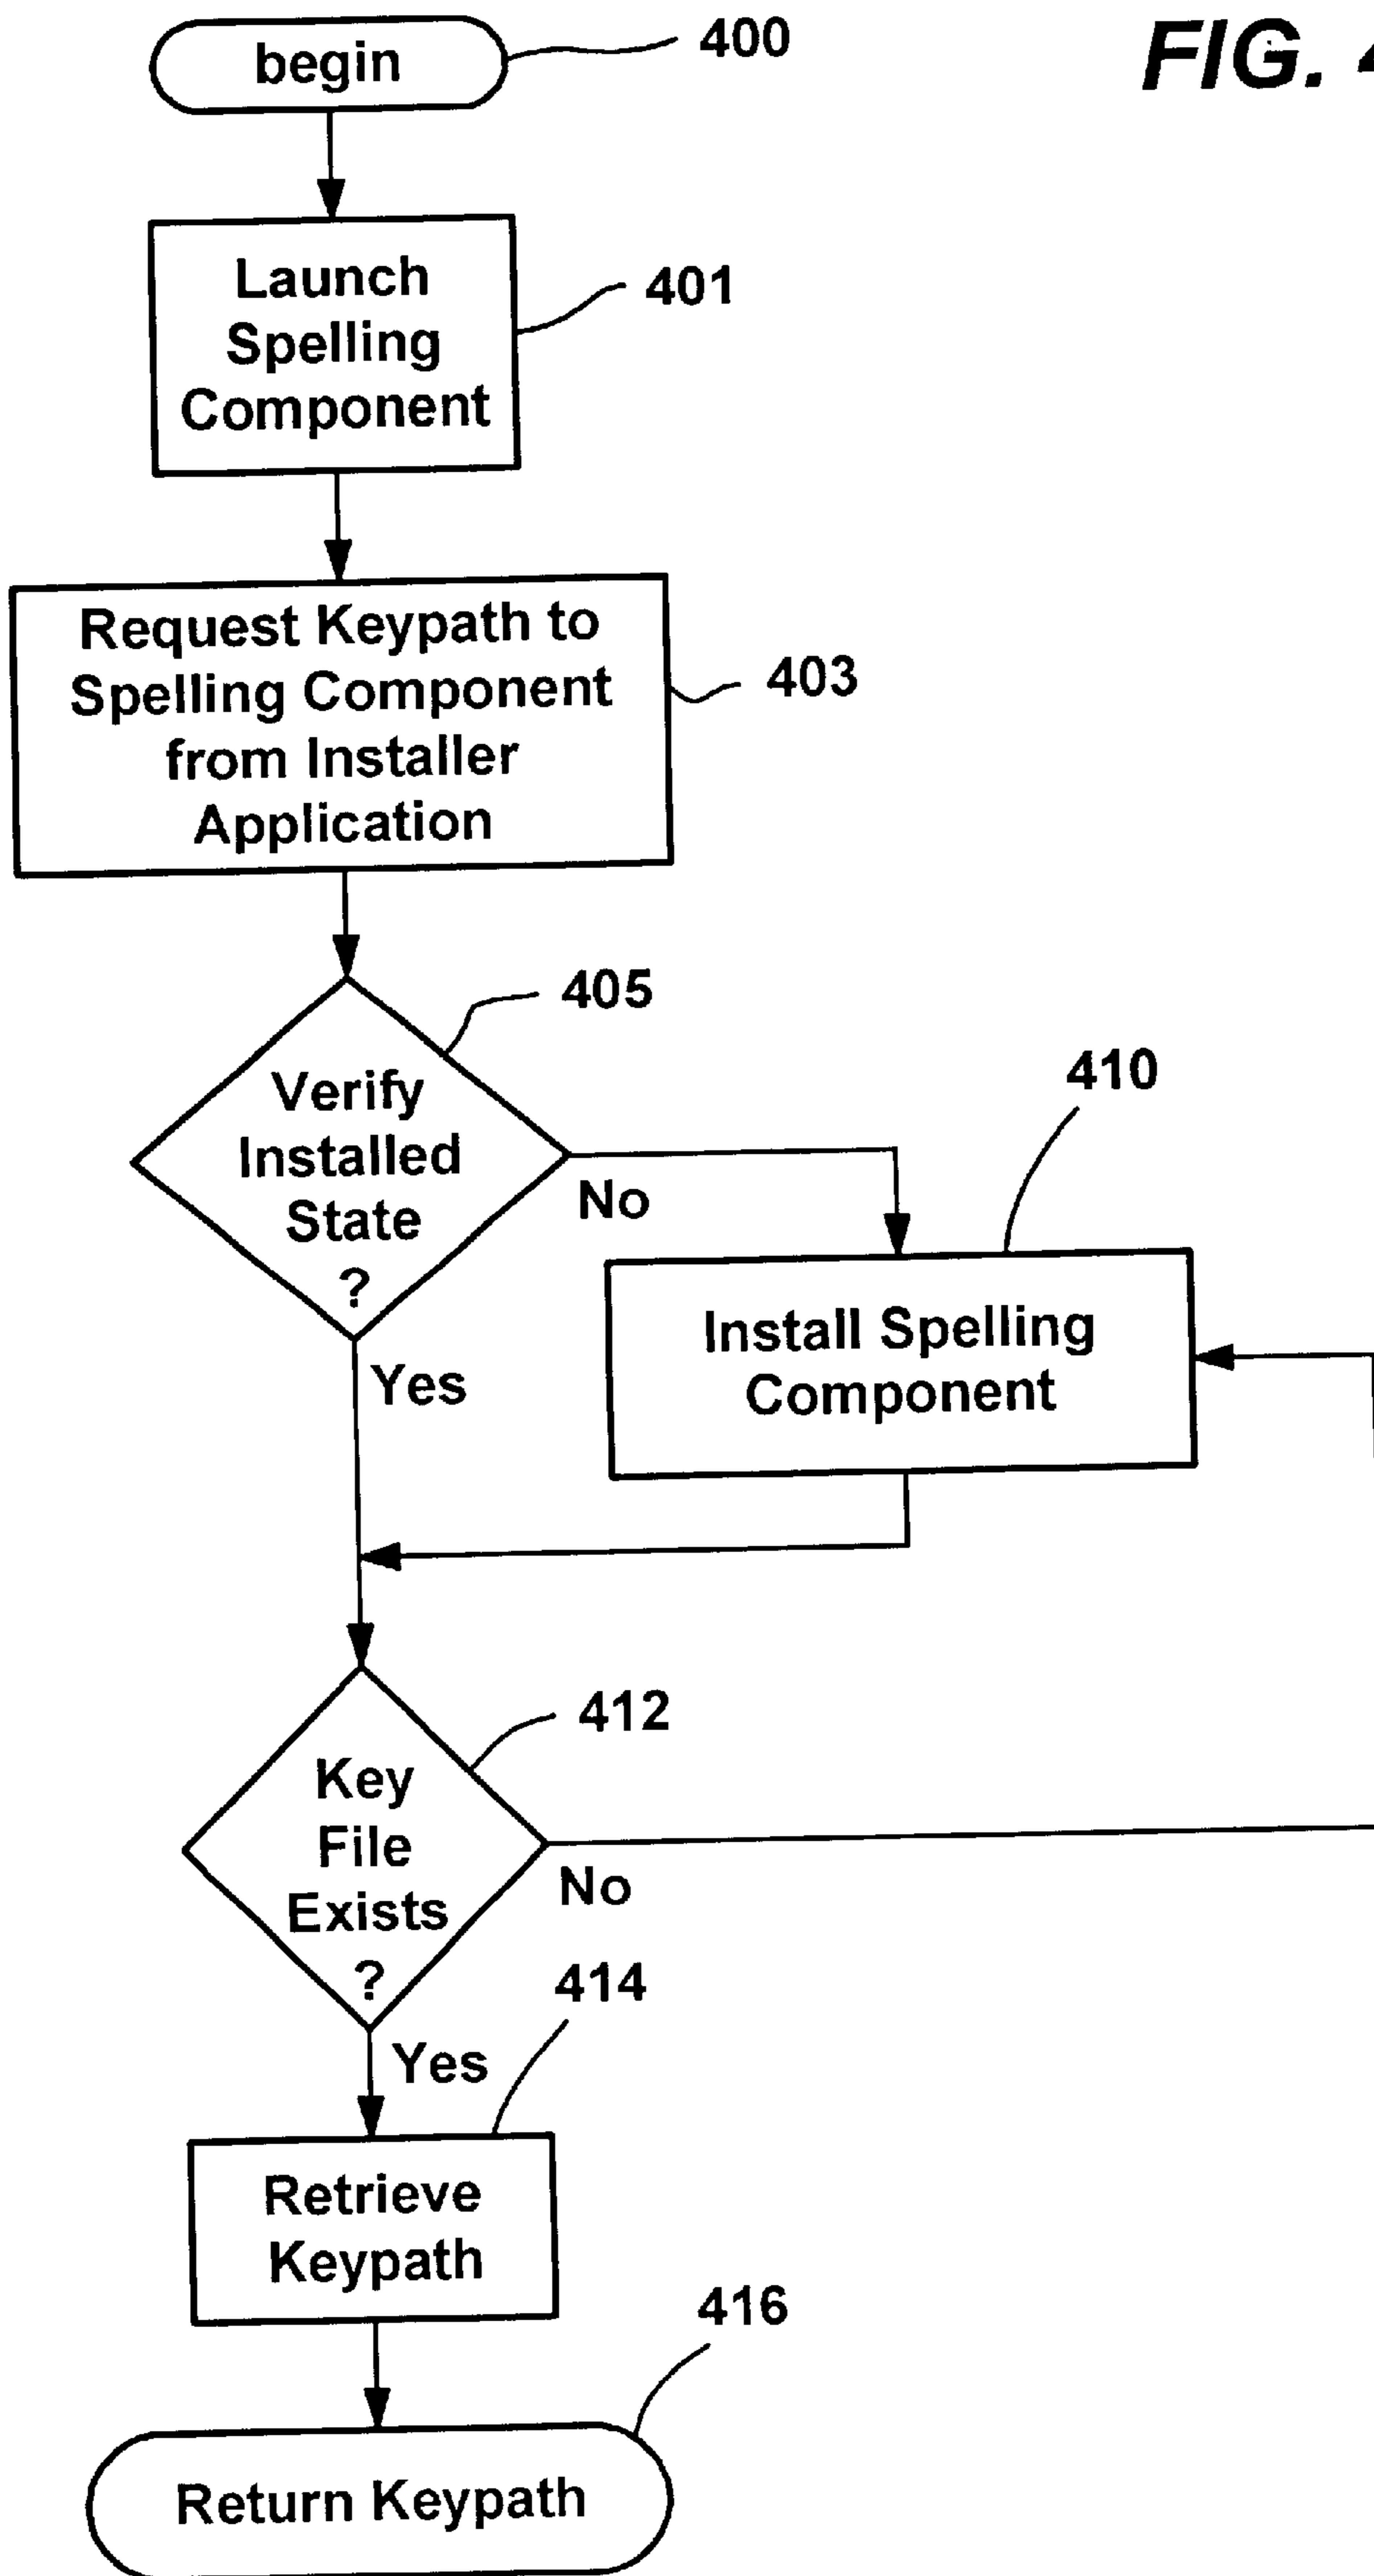 begin
400
FIG. 4
Launch
Spelling
Component
401
Request Keypath to
Spelling Component
from Installer
Application
403
405
Verify
Installed
State
?
No
Yes
410
Install Spelling
Component
412
Key
File
Exists
?
No
Yes
414
Retrieve
Keypath
416
Return Keypath